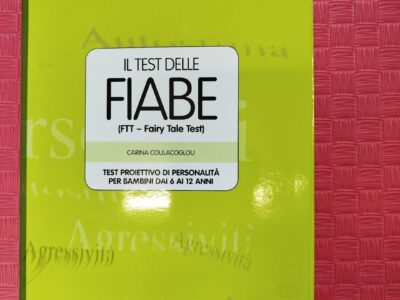 IL TEST DELLE
FIABE
(FTT – Fairy Tale Test)
CARINA COULACOGLOU
TEST PROIETTIVO DI PERSONALITÀ
PER BAMBINI DAI 6 AI 12 ANNI
Agressività
Agressività
Agressività